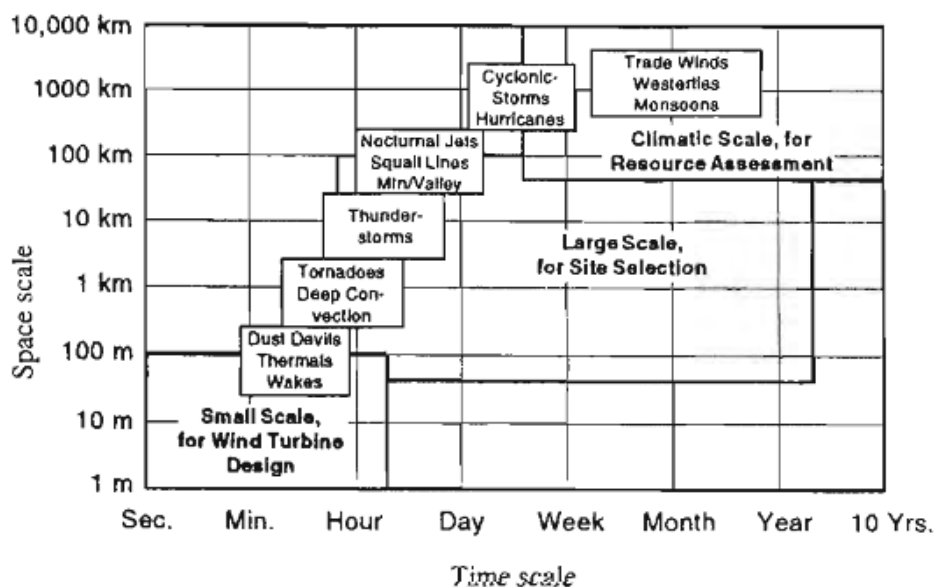 10,000 km
1000 km
100 km
10 km
1 km
100 m
10 m
1 m
Space scale
Cyclonic-
Storms
Hurricanes
Trade Winds
Westerlies
Monsoons
Climatic Scale, for
Resource Assessment
Nocturnal Jets
Squall Lines
Mtn/Valley
Thunder-
storms
Large Scale,
for Site Selection
Tornadoes
Deep Con-
vection
Dust Devils
Thermals
Wakes
Small Scale,
for Wind Turbine
Design
Sec. Min. Hour Day Week Month Year 10 Yrs.
Time scale